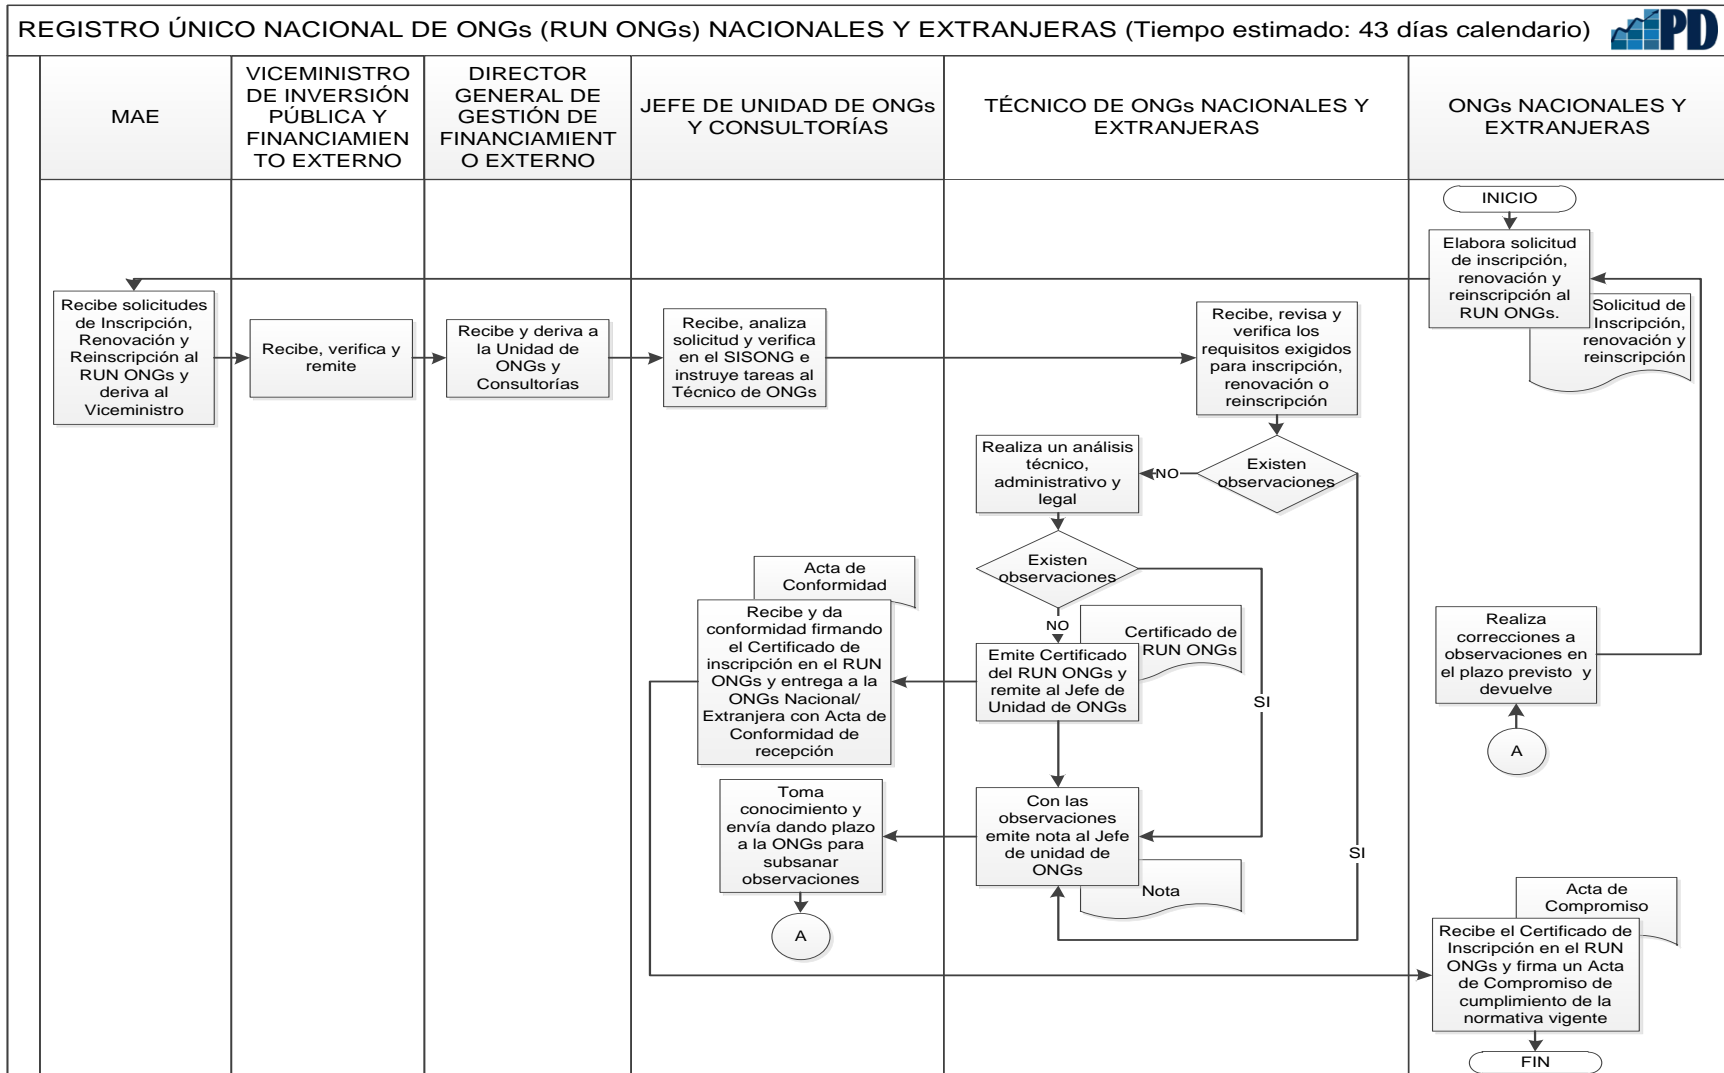 REGISTRO ÚNICO NACIONAL DE ONGs (RUN ONGs) NACIONALES Y EXTRANJERAS (Tiempo estimado: 43 días calendario)
PD
MAE
VICEMINISTRO
DE INVERSIÓN
PÚBLICA Y
FINANCIAMIEN
TO EXTERNO
DIRECTOR
GENERAL DE
GESTIÓN DE
FINANCIAMIENT
O EXTERNO
JEFE DE UNIDAD DE ONGs
Y CONSULTORÍAS
TÉCNICO DE ONGs NACIONALES Y
EXTRANJERAS
ONGs NACIONALES Y
EXTRANJERAS
INICIO
Elabora solicitud
de inscripción,
renovación y
reinscripción al
RUN ONGs.
Solicitud de
Inscripción,
renovación y
reinscripción
Recibe solicitudes
de Inscripción,
Renovación y
Reinscripción al
RUN ONGs y
deriva al
Viceministro
Recibe, verifica y
remite
Recibe y deriva a
la Unidad de
ONGs y
Consultorías
Recibe, analiza
solicitud y verifica
en el SISONG e
instruye tareas al
Técnico de ONGs
Recibe, revisa y
verifica los
requisitos exigidos
para inscripción,
renovación o
reinscripción
Existen
observaciones
NO
SI
Realiza un análisis
técnico,
administrativo y
legal
Existen
observaciones
NO
SI
Certificado de
RUN ONGs
Emite Certificado
del RUN ONGs y
remite al Jefe de
Unidad de ONGs
Acta de
Conformidad
Recibe y da
conformidad firmando
el Certificado de
inscripción en el RUN
ONGs y entrega a la
ONGs Nacional/
Extranjera con Acta de
Conformidad de
recepción
Con las
observaciones
emite nota al Jefe
de unidad de
ONGs
Nota
Toma
conocimiento y
envía dando plazo
a la ONGs para
subsanar
observaciones
A
Realiza
correcciones a
observaciones en
el plazo previsto y
devuelve
A
Acta de
Compromiso
Recibe el Certificado de
Inscripción en el RUN
ONGs y firma un Acta
de Compromiso de
cumplimiento de la
normativa vigente
FIN